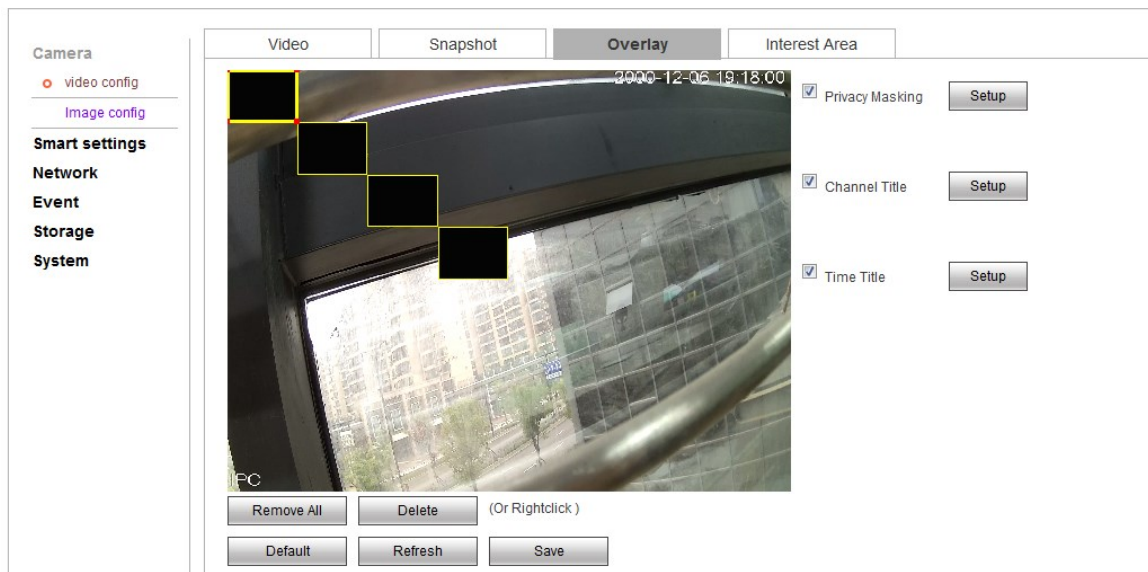 Camera
video config
Image config
Smart settings
Network
Event
Storage
System
Video
Snapshot
Overlay
Interest Area
2000-12-06 19:18:00
IPC
Privacy Masking
Setup
Channel Title
Setup
Time Title
Setup
Remove All
Delete
(Or Rightclick )
Default
Refresh
Save